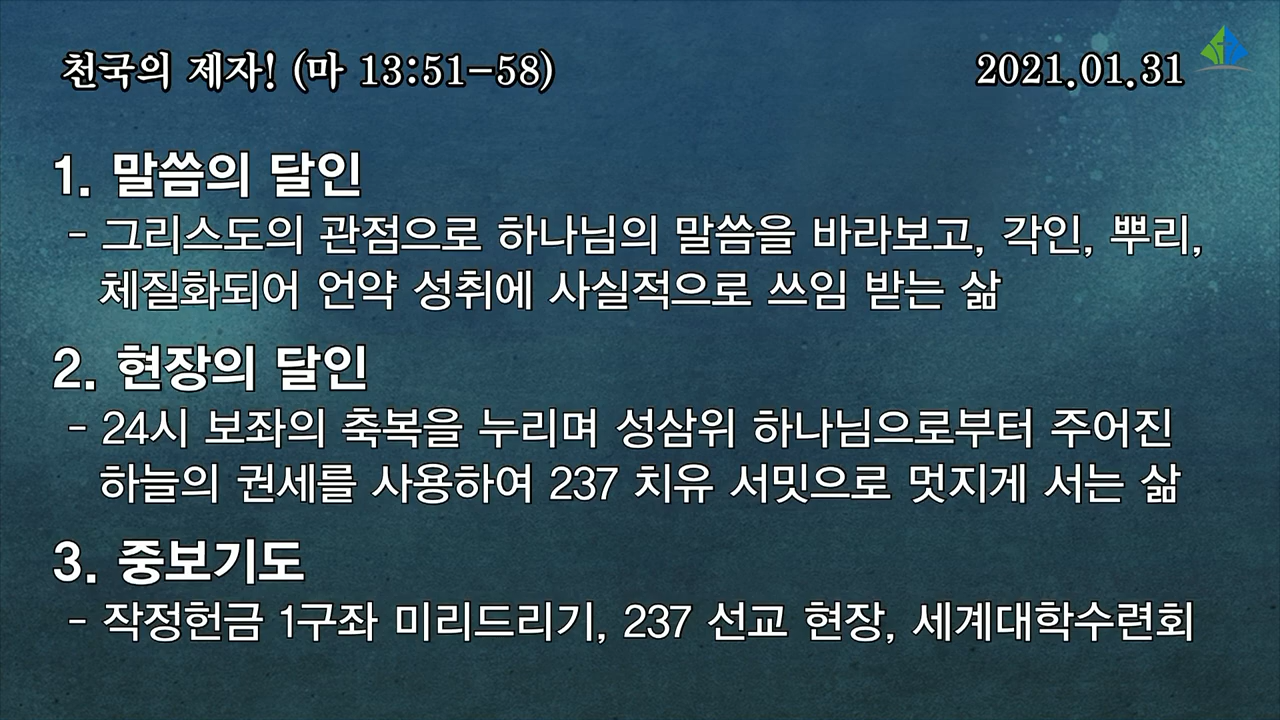 천국의 제자! (마 13:51-58) 2021.01.31
1. 말씀의 달인
- 그리스도의 관점으로 하나님의 말씀을 바라보고, 각인, 뿌리,
체질화되어 언약 성취에 사실적으로 쓰임 받는 삶
2. 현장의 달인
- 24시 보좌의 축복을 누리며 성삼위 하나님으로부터 주어진
하늘의 권세를 사용하여 237 치유 서밋으로 멋지게 서는 삶
3. 중보기도
- 작정헌금 1구좌 미리드리기, 237 선교 현장, 세계대학수련회